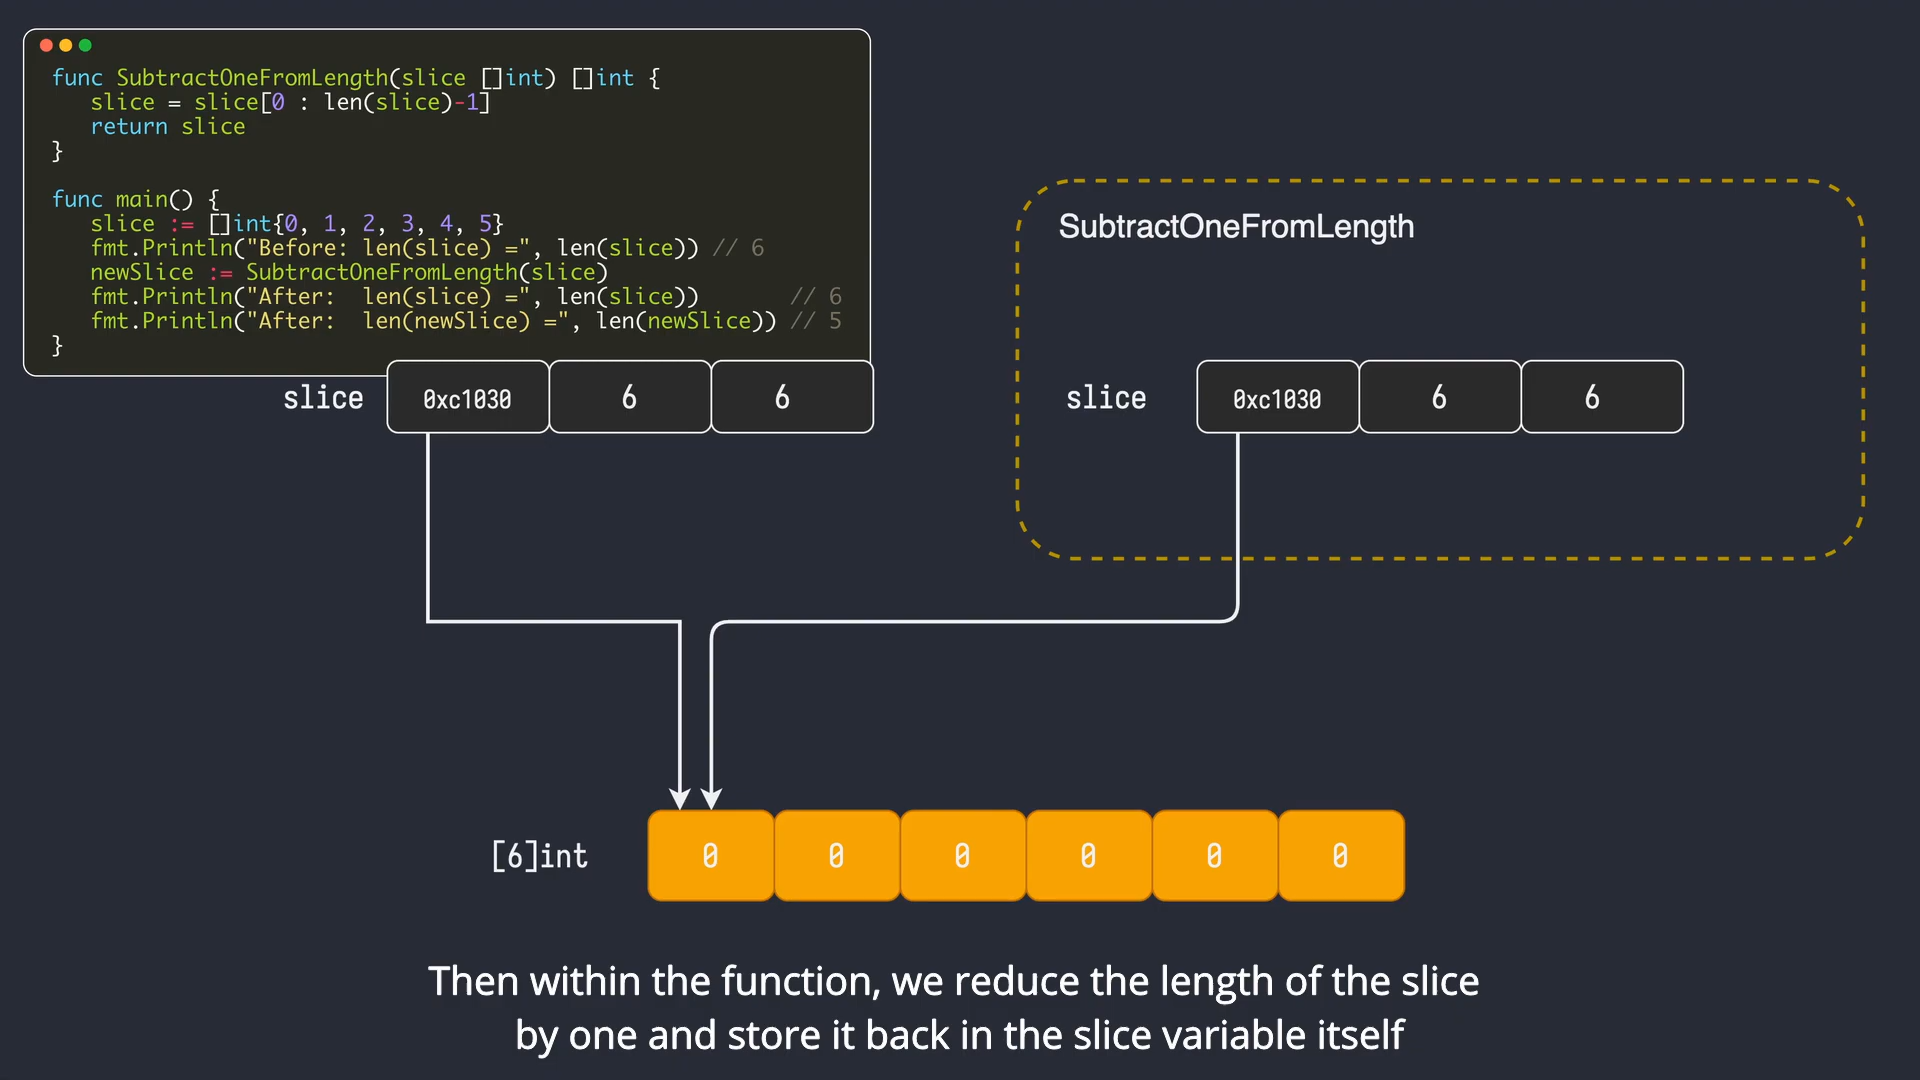 func SubtractOneFromLength(slice []int) []int {
   slice = slice[0 : len(slice)-1]
   return slice
}

func main() {
   slice := []int{0, 1, 2, 3, 4, 5}
   fmt.Println("Before: len(slice) =", len(slice)) // 6
   newSlice := SubtractOneFromLength(slice)
   fmt.Println("After:  len(slice) =", len(slice))       // 6
   fmt.Println("After:  len(newSlice) =", len(newSlice)) // 5
}
SubtractOneFromLength
slice 0xc1030 6 6
slice 0xc1030 6 6
[6]int 0 0 0 0 0 0
Then within the function, we reduce the length of the slice
by one and store it back in the slice variable itself